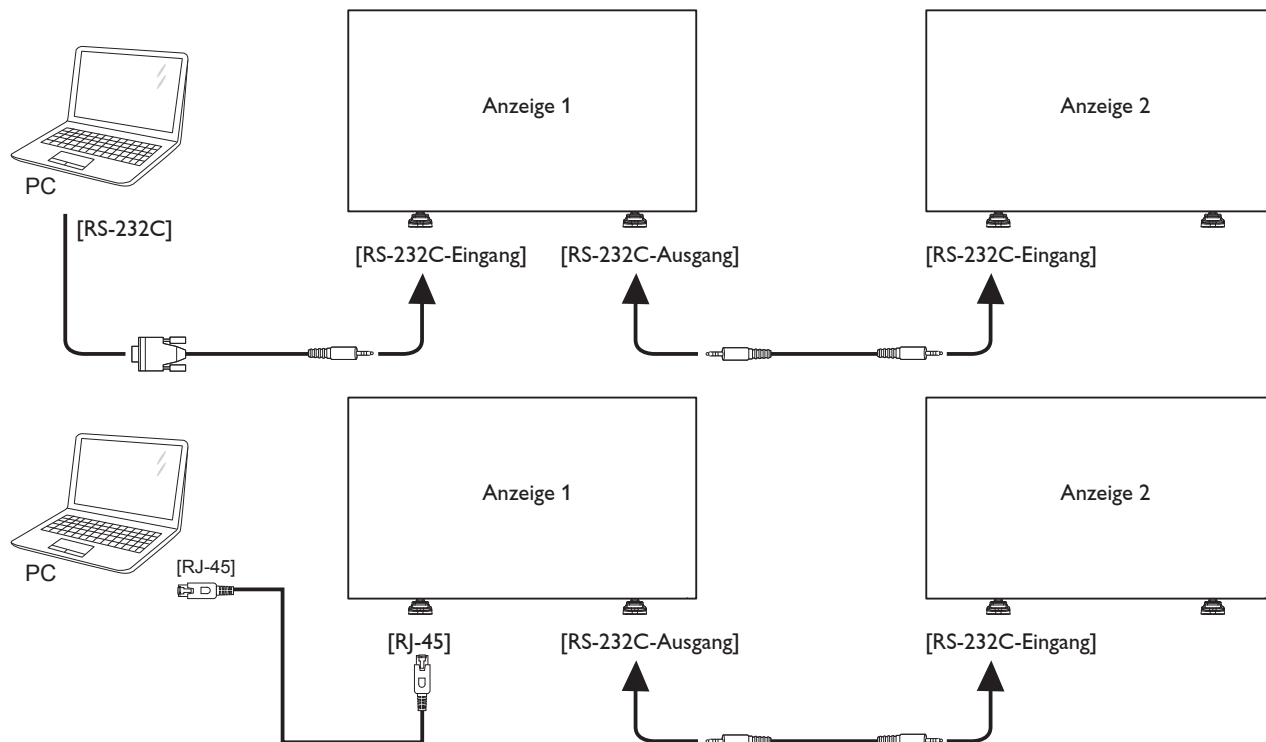 Anzeige 1
Anzeige 2
PC
[RS-232C]
[RS-232C-Eingang]
[RS-232C-Ausgang]
[RS-232C-Eingang]
Anzeige 1
Anzeige 2
PC
[RJ-45]
[RJ-45]
[RS-232C-Ausgang]
[RS-232C-Eingang]